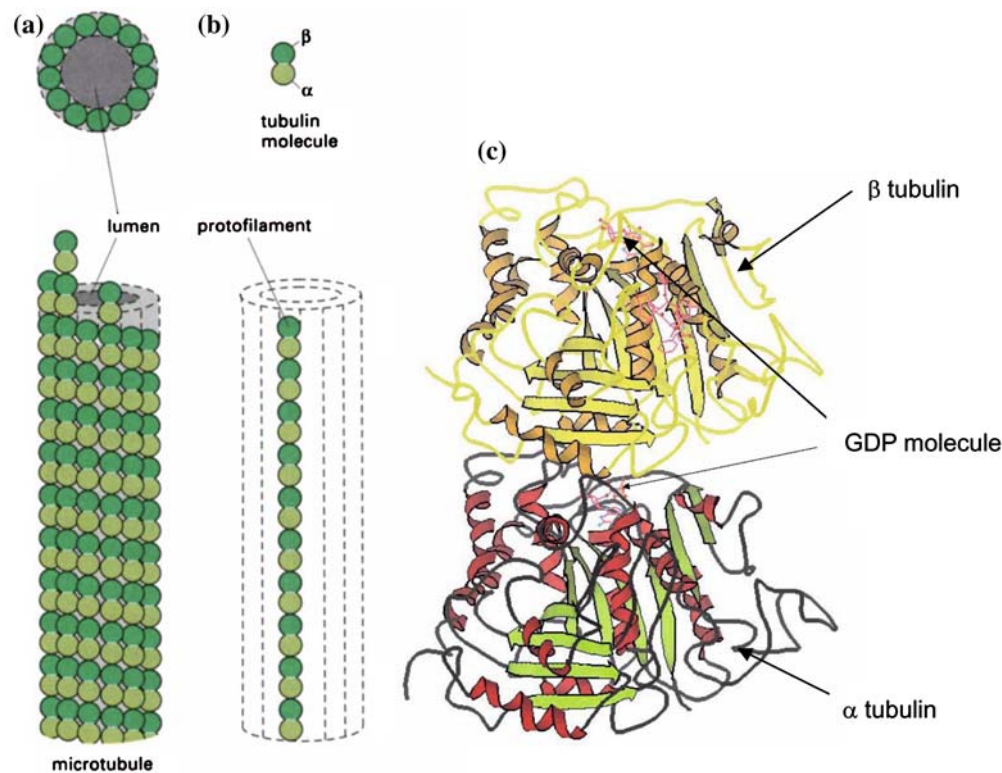 (a)
(b)
β
α
tubulin
molecule
lumen
protofilament
microtubule
(c)
β tubulin
GDP molecule
α tubulin